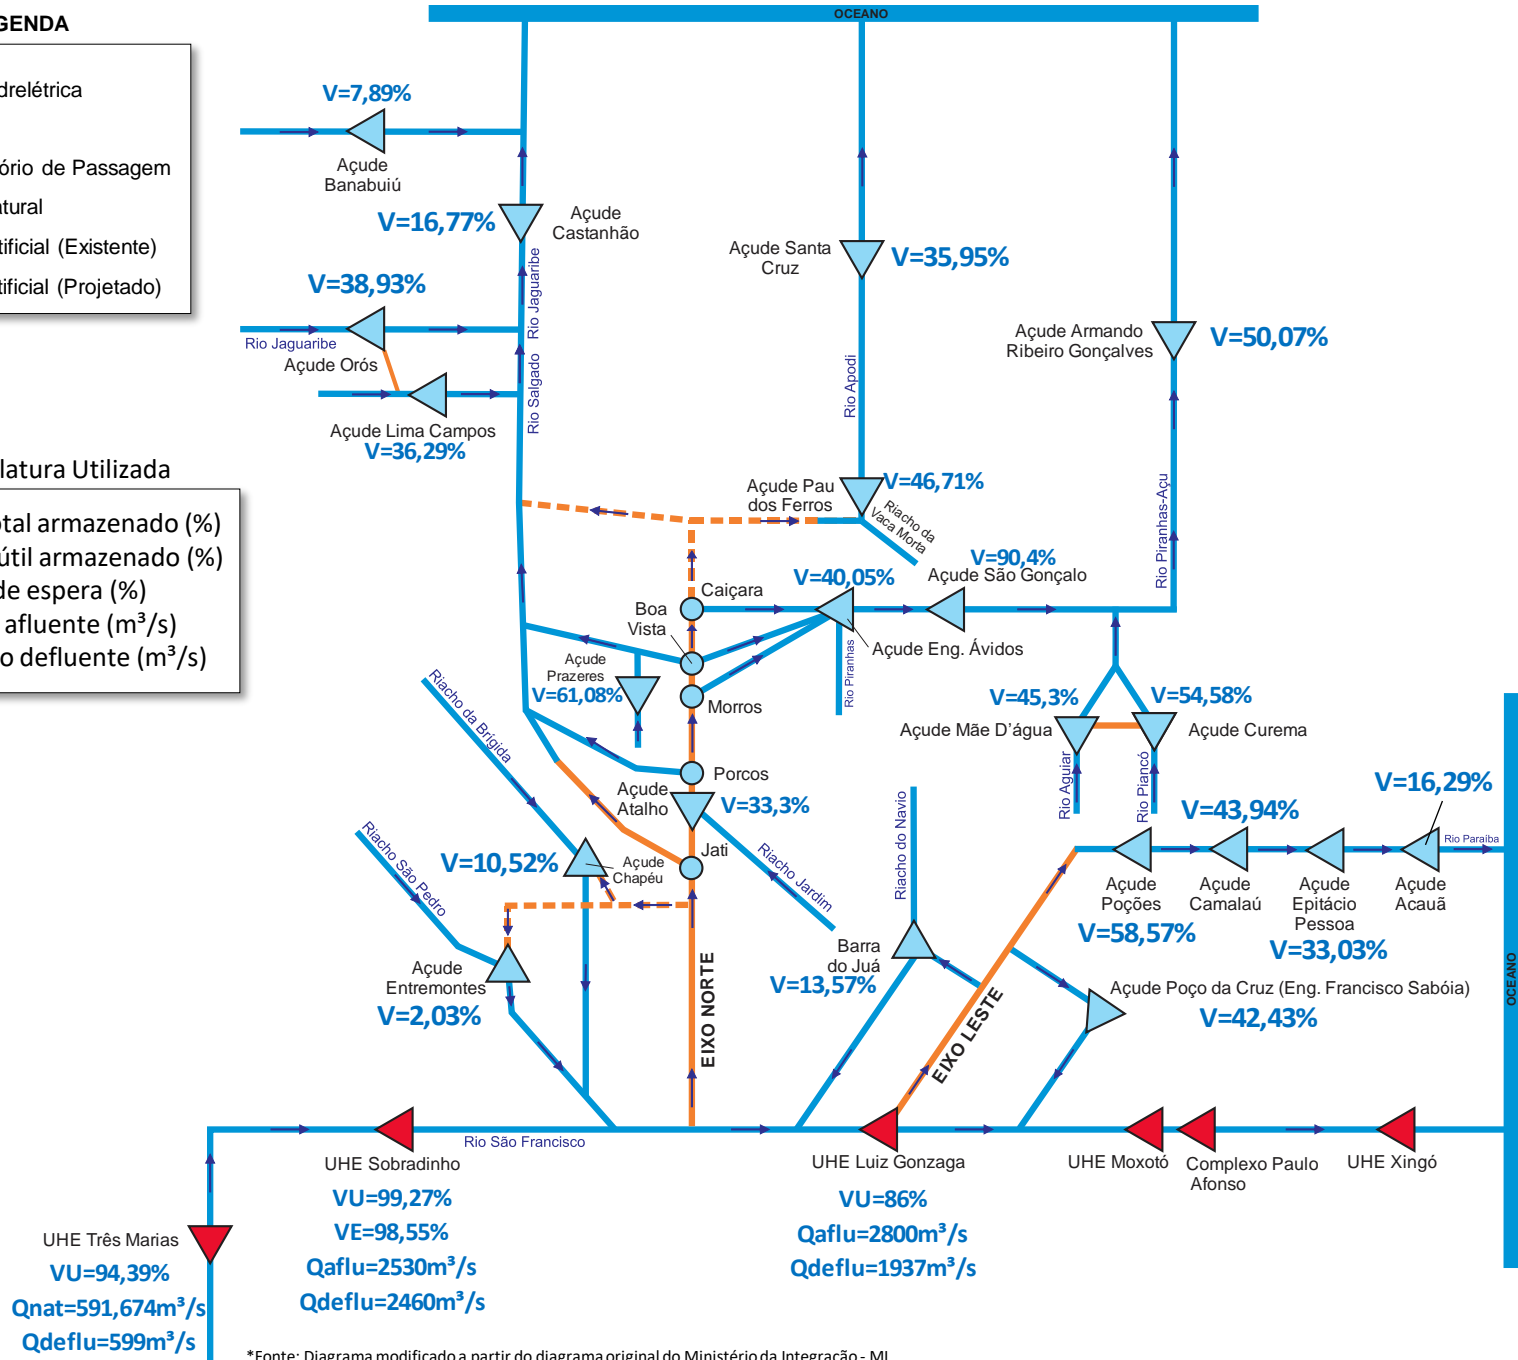 OCEANO
GENDA
drelétrica
ório de Passagem
atural
tificial (Existente)
tificial (Projetado)
V=7,89%
Açude
Banabuiú
V=16,77%
Açude
Castanhão
V=38,93%
Rio Jaguaribe
Açude Orós
Rio Jaguaribe
Rio Salgado
Açude Lima Campos
V=36,29%
Açude Santa
Cruz
V=35,95%
Rio Apodi
Açude Armando
Ribeiro Gonçalves
V=50,07%
Rio Piranhas-Açu
latura Utilizada
otal armazenado (%)
útil armazenado (%)
de espera (%)
afluente (m³/s)
o defluente (m³/s)
Açude Pau
dos Ferros
V=46,71%
Riacho da
Vaca Morta
V=90,4%
Açude São Gonçalo
V=40,05%
Açude Eng. Ávidos
Rio Piranhas
Caiçara
Boa
Vista
Morros
Porcos
Açude
Prazeres
V=61,08%
Riacho da Brígida
Açude
Atalho
V=33,3%
Jati
Riacho Jardim
V=10,52%
Açude
Chapéu
Riacho São Pedro
Açude
Entremontes
V=2,03%
EIXO NORTE
V=45,3%
Açude Mãe D'água
V=54,58%
Açude Curema
Rio Aguiar
Rio Piancó
V=16,29%
V=43,94%
Rio Paraíba
Açude
Poções
V=58,57%
Açude
Camalaú
Açude
Epitácio
Pessoa
V=33,03%
Açude
Acauã
Riacho do Navio
Barra
do Juá
V=13,57%
EIXO LESTE
Açude Poço da Cruz (Eng. Francisco Sabóia)
V=42,43%
OCEANO
Rio São Francisco
UHE Sobradinho
VU=99,27%
VE=98,55%
Qaflu=2530m³/s
Qdeflu=2460m³/s
UHE Luiz Gonzaga
VU=86%
Qaflu=2800m³/s
Qdeflu=1937m³/s
UHE Moxotó
Complexo Paulo
Afonso
UHE Xingó
UHE Três Marias
VU=94,39%
Qnat=591,674m³/s
Qdeflu=599m³/s
*Fonte: Diagrama modificado a partir do diagrama original do Ministério da Integração - MI